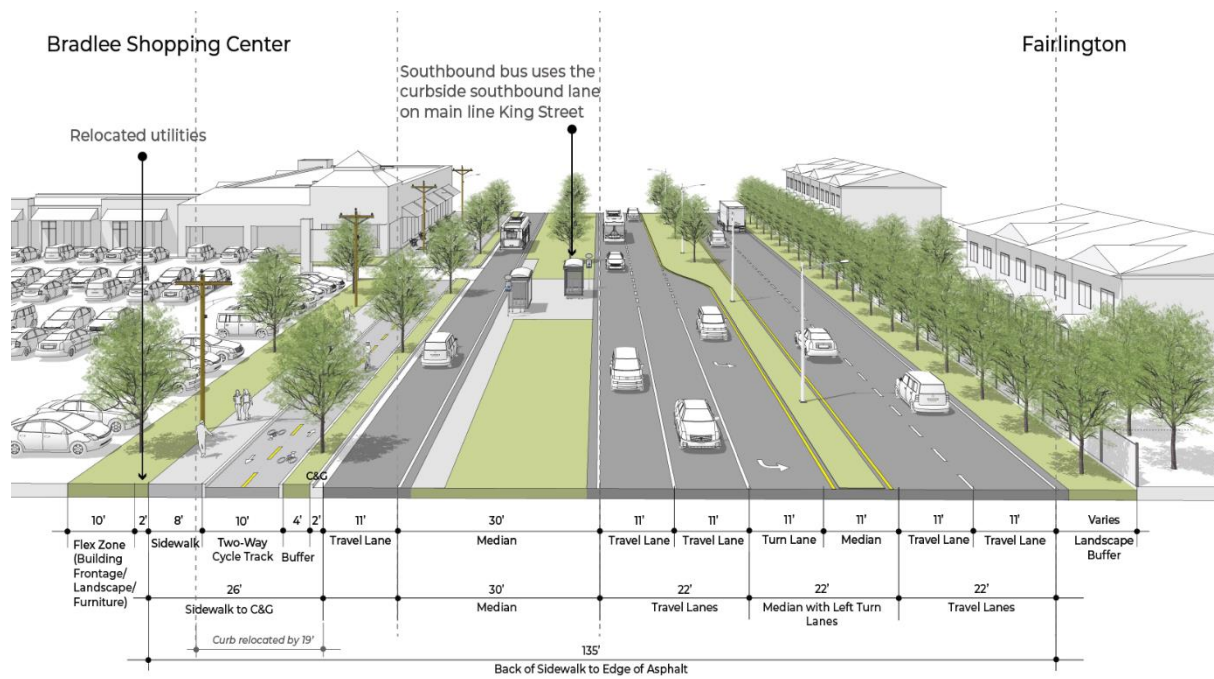 Bradlee Shopping Center
Fairlington
Southbound bus uses the
curbside southbound lane
on main line King Street
Relocated utilities
C&G
10'
2'
8'
10'
4'
2'
11'
30'
11'
11'
11'
11'
11'
11'
Varies
Flex Zone
(Building
Frontage/
Landscape/
Furniture)
Sidewalk
Two-Way
Cycle Track
Buffer
Travel Lane
Median
Travel Lane
Travel Lane
Turn Lane
Median
Travel Lane
Travel Lane
Landscape
Buffer
26'
Sidewalk to C&G
30'
Median
22'
Travel Lanes
22'
Median with Left Turn
Lanes
22'
Travel Lanes
Curb relocated by 19'
135'
Back of Sidewalk to Edge of Asphalt